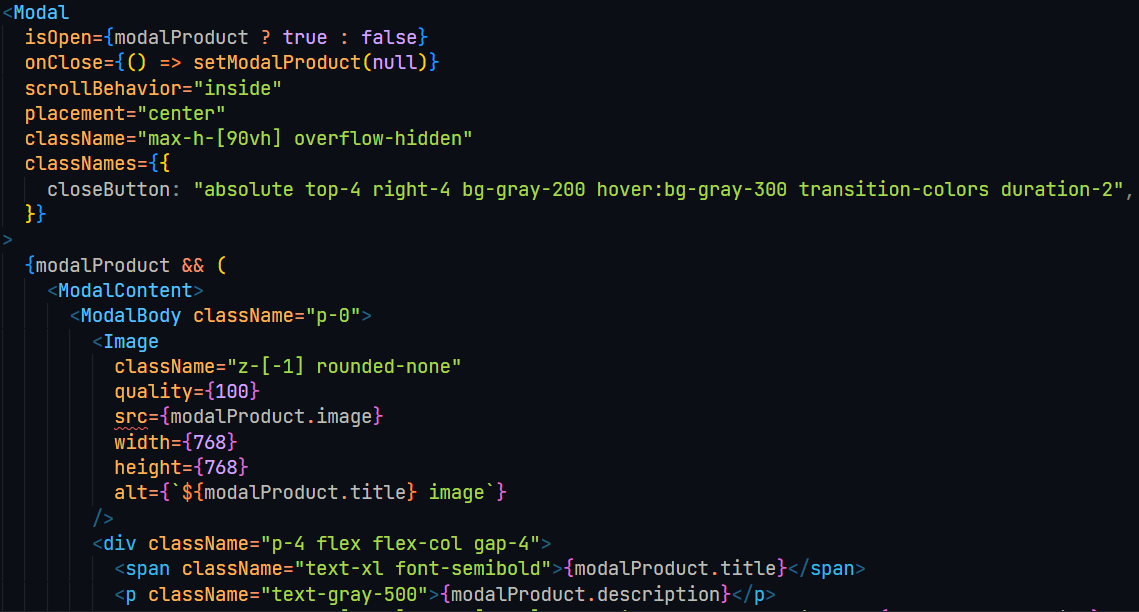 <Modal
isOpen={modalProduct ? true : false}
onClose={() => setModalProduct(null)}
scrollBehavior="inside"
placement="center"
className="max-h-[90vh] overflow-hidden"
classNames={{
closeButton: "absolute top-4 right-4 bg-gray-200 hover:bg-gray-300 transition-colors duration-2",
}}
>
{modalProduct && (
<ModalContent>
<ModalBody className="p-0">
<Image
className="z-[-1] rounded-none"
quality={100}
src={modalProduct.image}
width={768}
height={768}
alt={`${modalProduct.title} image`}
/>
<div className="p-4 flex flex-col gap-4">
<span className="text-xl font-semibold">{modalProduct.title}</span>
<p className="text-gray-500">{modalProduct.description}</p>